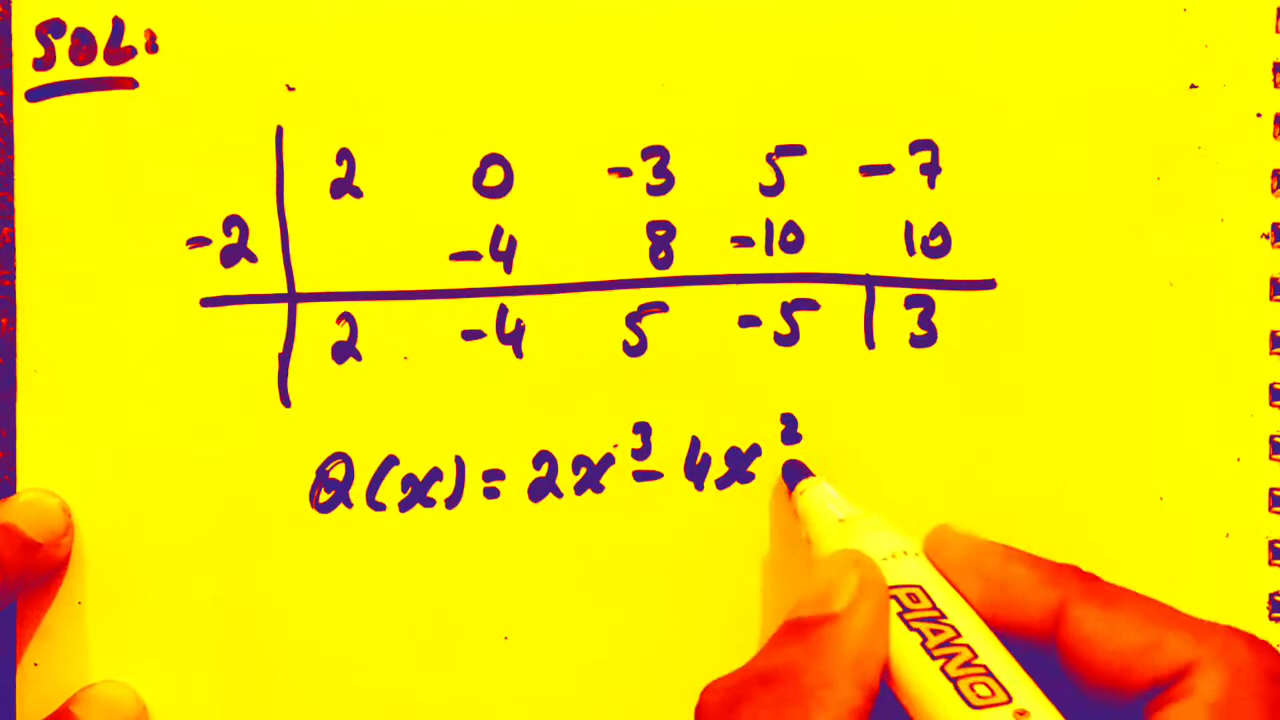 SOL:
2 0 -3 5 -7
-2 -4 8 -10 10
2 -4 5 -5 3
Q(x) = 2x³ - 4x²
PIANO